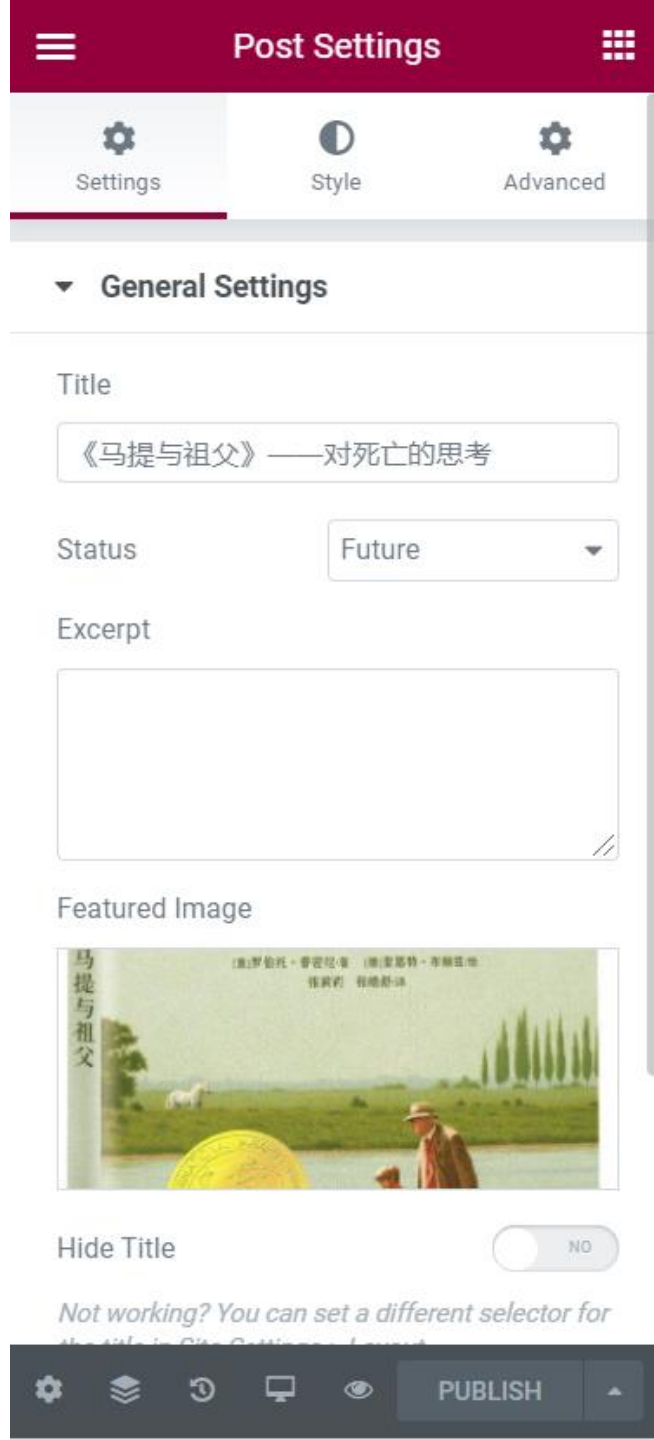 Post Settings
Settings
Style
Advanced
General Settings
Title
《马提与祖父》——对死亡的思考
Status
Future
Excerpt
Featured Image
马提与祖父
Hide Title
NO
Not working? You can set a different selector for
PUBLISH